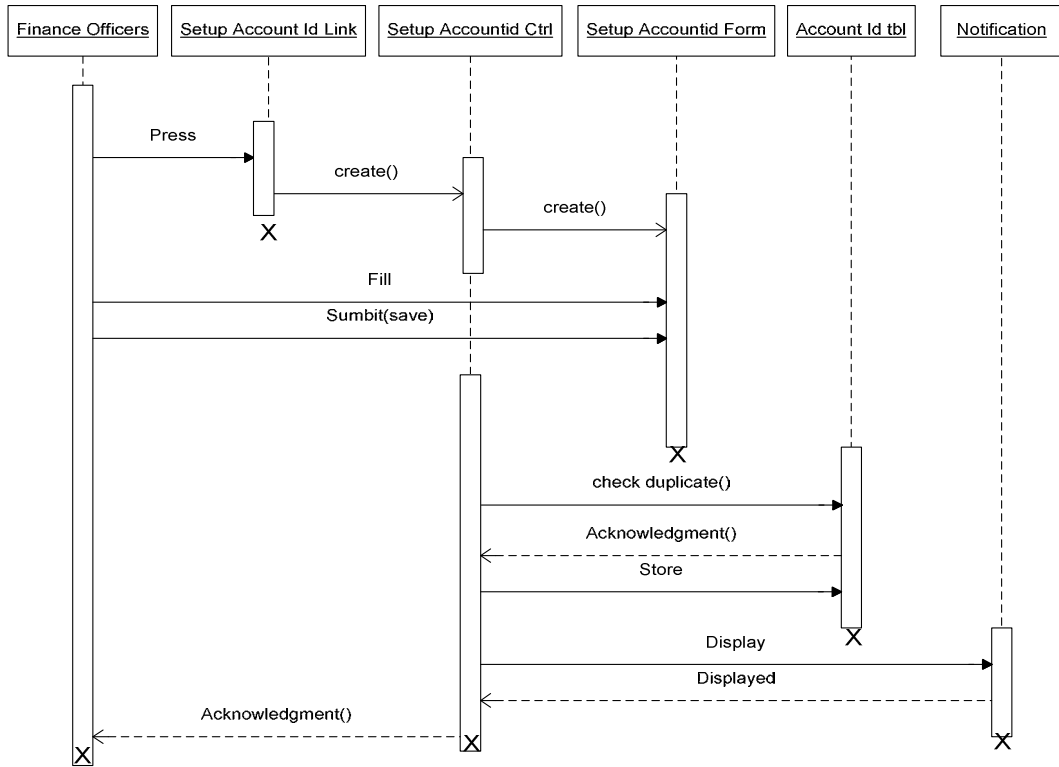 Finance Officers
Setup Account Id Link
Setup Accountid Ctrl
Setup Accountid Form
Account Id tbl
Notification
Press
create()
create()
Fill
Sumbit(save)
check duplicate()
Acknowledgment()
Store
Display
Displayed
Acknowledgment()